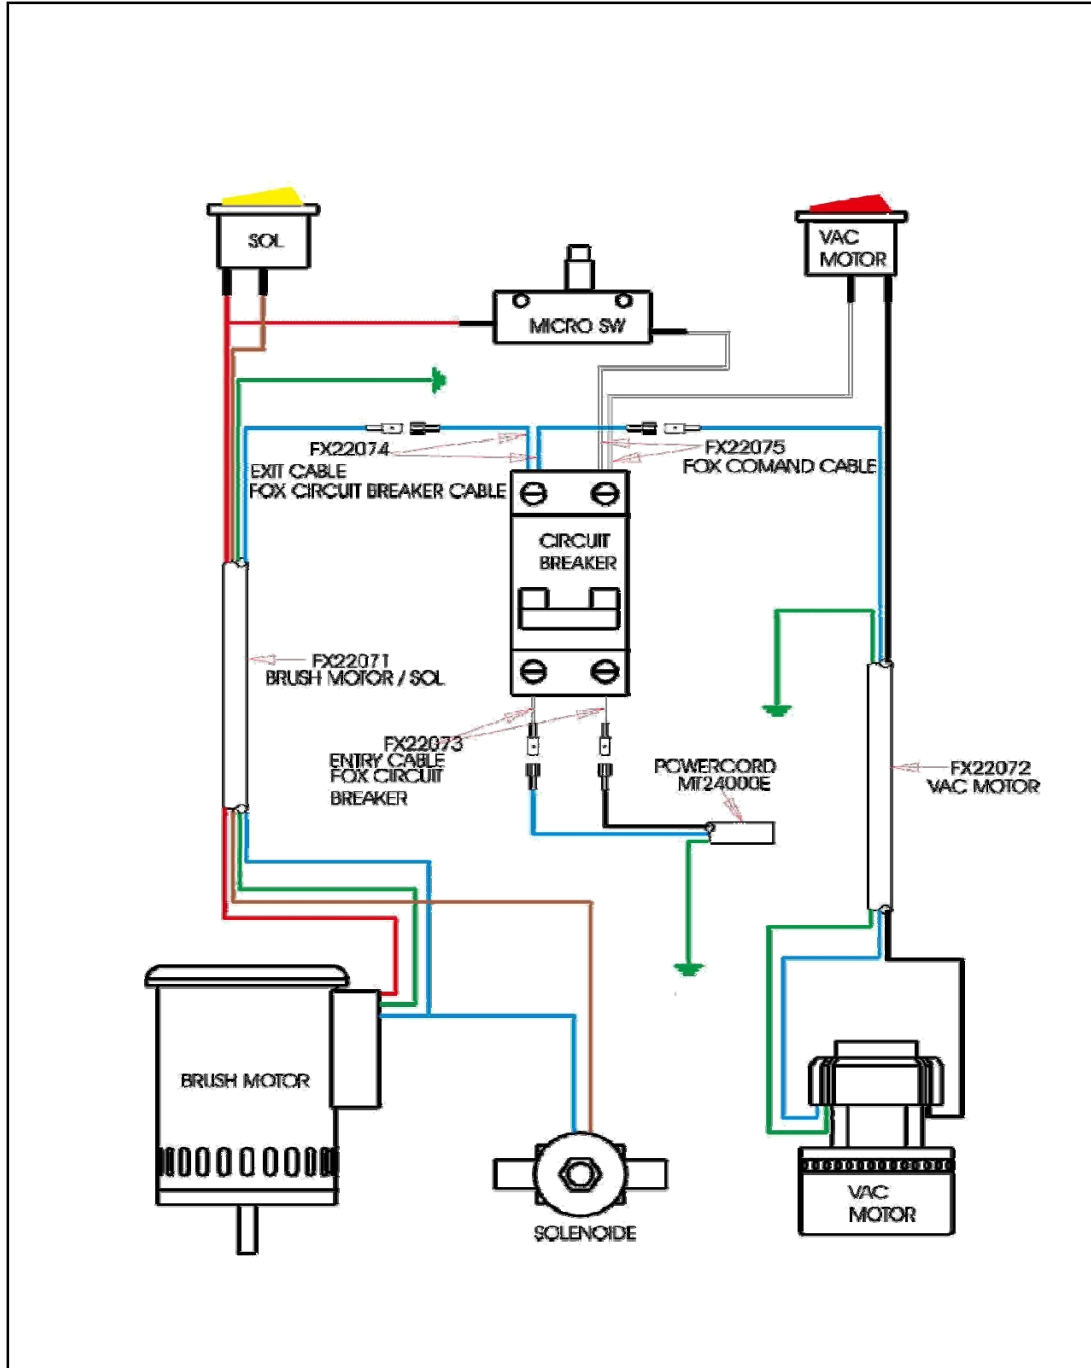 SOL
VAC
MOTOR
MICRO SW
FX22074
EXIT CABLE
FOX CIRCUIT BREAKER CABLE
FX22075
FOX COMAND CABLE
CIRCUIT
BREAKER
FX22071
BRUSH MOTOR / SOL
FX22073
ENTRY CABLE
FOX CIRCUIT
BREAKER
POWERCORD
MT24000E
FX22072
VAC MOTOR
BRUSH MOTOR
SOLENOIDE
VAC
MOTOR